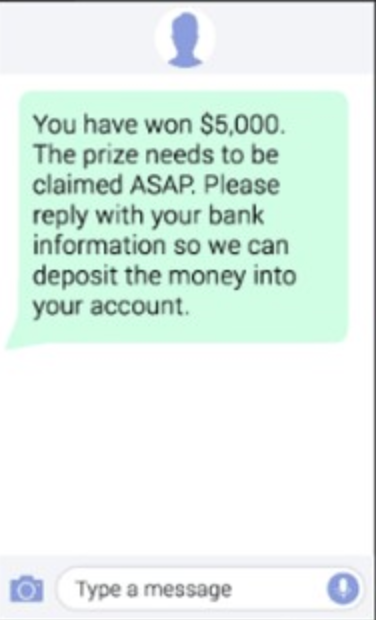 You have won $5,000.
The prize needs to be
claimed ASAP. Please
reply with your bank
information so we can
deposit the money into
your account.
Type a message